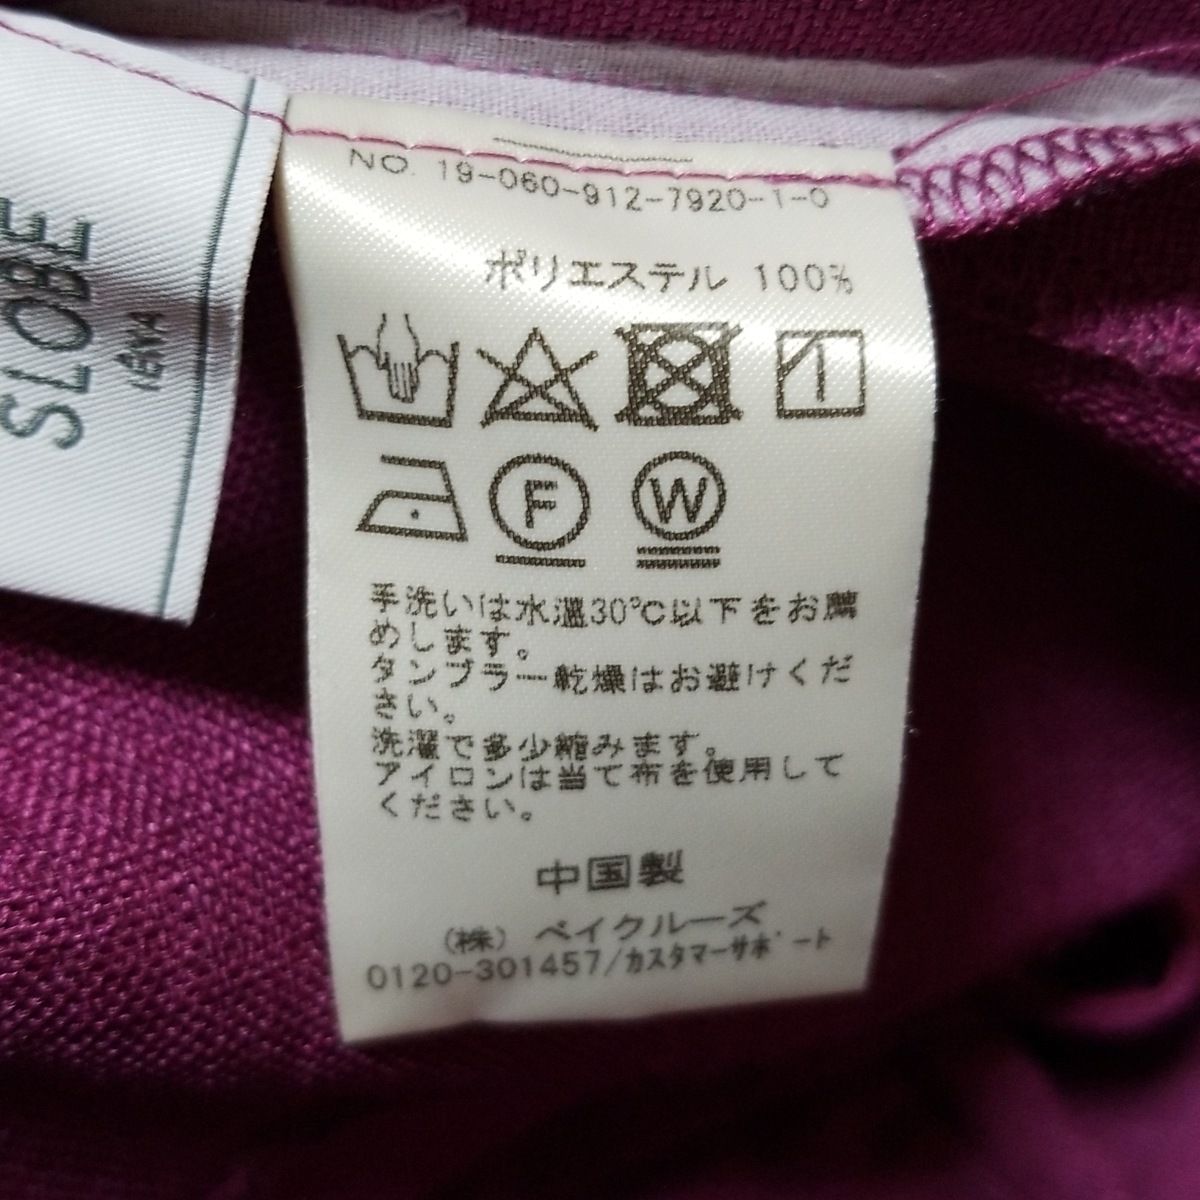 SLOBE
IÉNA
NO. 19-060-912-7920-1-0
ポリエステル 100%
F
W
手洗いは水温30℃以下をお薦
めします。
タンブラー乾燥はお避けくだ
さい。
洗濯で多少縮みます。
アイロンは当て布を使用して
ください。
中国製
(株) ベイクルーズ
0120-301457/カスタマーサポート